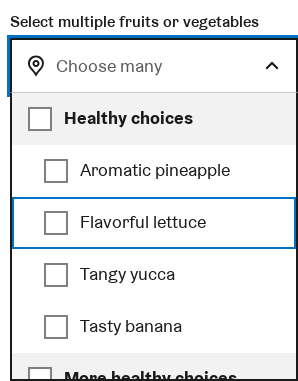 Select multiple fruits or vegetables
Choose many
Healthy choices
Aromatic pineapple
Flavorful lettuce
Tangy yucca
Tasty banana
More healthy choices